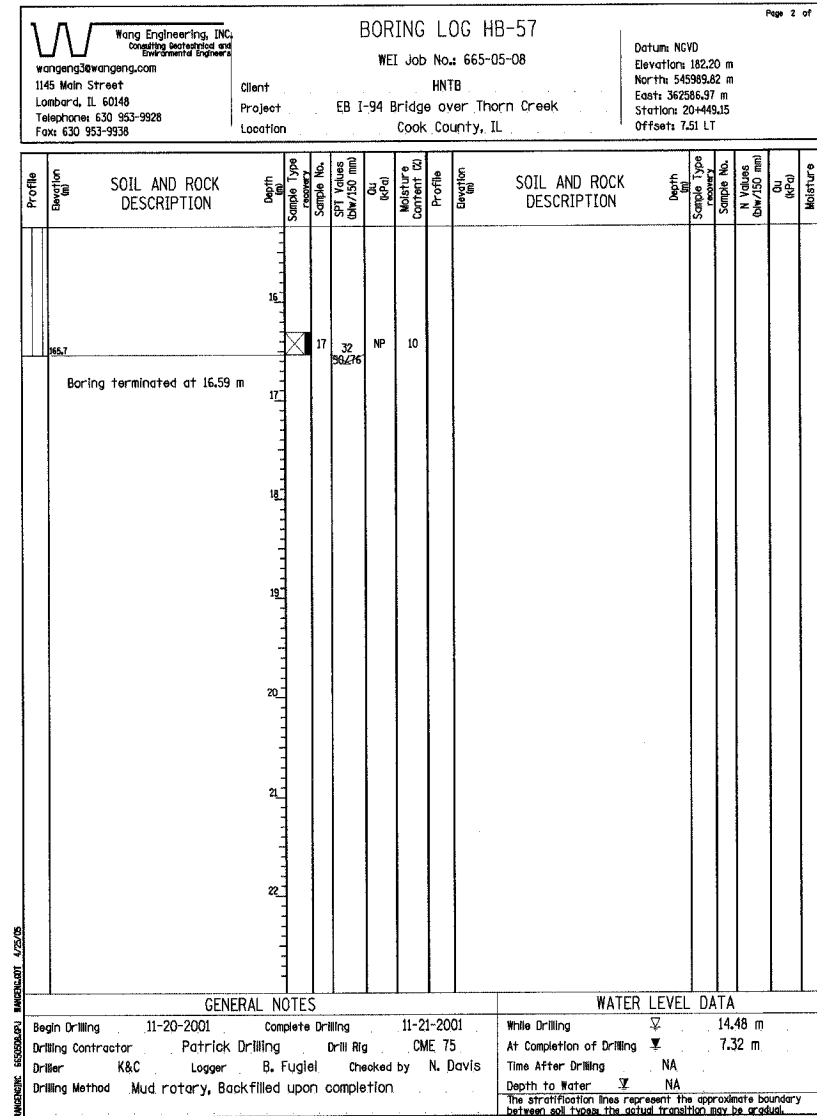 Page 2 of
Wang Engineering, INC.
Consulting Geotechnical and
Environmental Engineers
wangeng3@wangeng.com
1145 Main Street
Lombard, IL 60148
Telephone: 630 953-9928
Fax: 630 953-9938
BORING LOG HB-57
WEI Job No.: 665-05-08
Client HNTB
Project EB I-94 Bridge over Thorn Creek
Location Cook County, IL
Datum: NGVD
Elevation: 182.20 m
North: 545989.82 m
East: 362586.97 m
Station: 20+449.15
Offset: 7.51 LT
Profile
Elevation (m)
SOIL AND ROCK DESCRIPTION
Depth (m)
Sample Type recovery
Sample No.
SPT Values (blw/150 mm)
Qu (kPa)
Moisture Content (%)
Profile
Elevation (m)
SOIL AND ROCK DESCRIPTION
Depth (m)
Sample Type recovery
Sample No.
N Values (blw/150 mm)
Qu (kPa)
Moisture
16
165.7 17 32 NP 10
50/76
Boring terminated at 16.59 m
17
18
19
20
21
22
GENERAL NOTES
Begin Drilling 11-20-2001 Complete Drilling 11-21-2001
Drilling Contractor Patrick Drilling Drill Rig CME 75
Driller K&C Logger B. Fugiel Checked by N. Davis
Drilling Method Mud rotary, Backfilled upon completion
WATER LEVEL DATA
While Drilling 14.48 m
At Completion of Drilling 7.32 m
Time After Drilling NA
Depth to Water NA
The stratification lines represent the approximate boundary
between soil types; the actual transition may be gradual.
WANGENG.GDT 4/25/05